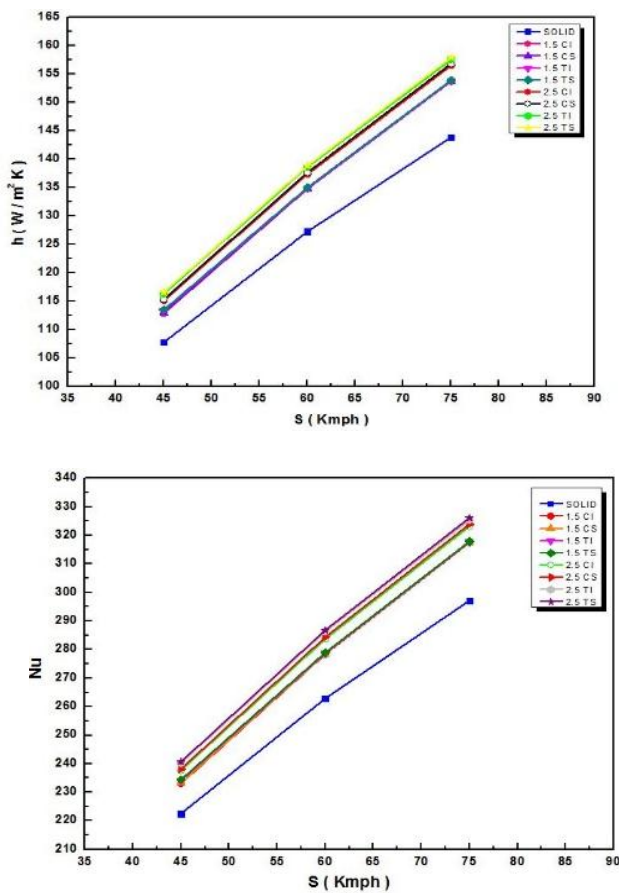 165
160
155
150
145
140
135
130
125
120
115
110
105
100
h ( W / m² K )
35 40 45 50 55 60 65 70 75 80 85 90
S ( Kmph )
SOLID
1.5 CI
1.5 CS
1.5 TI
1.5 TS
2.5 CI
2.5 CS
2.5 TI
2.5 TS
340
330
320
310
300
290
280
270
260
250
240
230
220
210
Nu
35 40 45 50 55 60 65 70 75 80 85 90
S ( Kmph )
SOLID
1.5 CI
1.5 CS
1.5 TI
1.5 TS
2.5 CI
2.5 CS
2.5 TI
2.5 TS